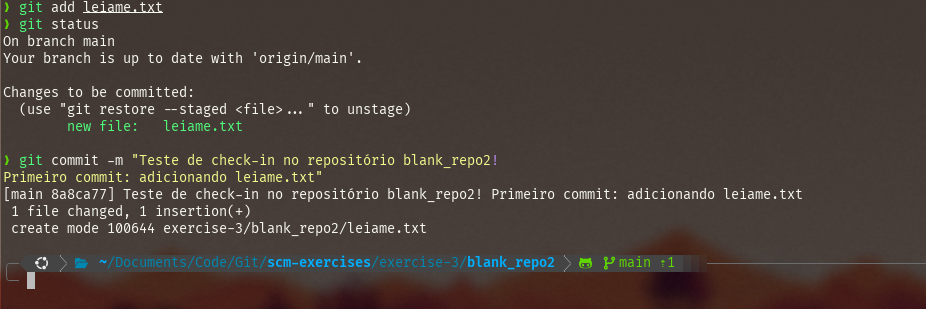 ❯ git add leiame.txt
❯ git status
On branch main
Your branch is up to date with 'origin/main'.
Changes to be committed:
  (use "git restore --staged <file>..." to unstage)
        new file:   leiame.txt
❯ git commit -m "Teste de check-in no repositório blank_repo2!
Primeiro commit: adicionando leiame.txt"
[main 8a8ca77] Teste de check-in no repositório blank_repo2! Primeiro commit: adicionando leiame.txt
 1 file changed, 1 insertion(+)
 create mode 100644 exercise-3/blank_repo2/leiame.txt
~/Documents/Code/Git/scm-exercises/exercise-3/blank_repo2 main ⇡1